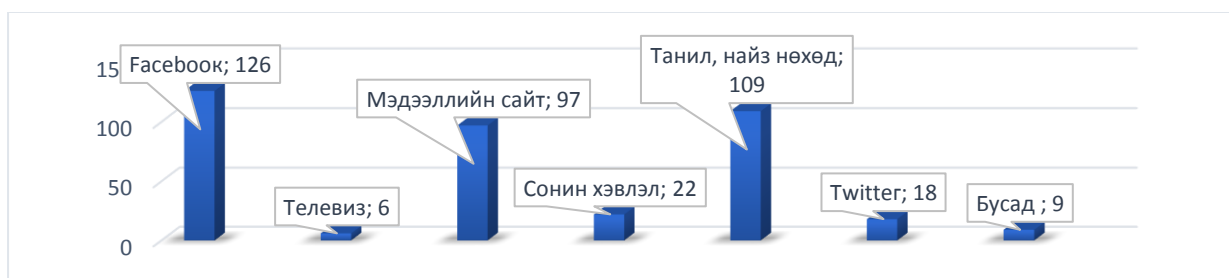 15
Facebook; 126
Танил, найз нөхөд;
109
Мэдээллийн сайт; 97
100
50
Сонин хэвлэл; 22
Twitter; 18
Телевиз; 6
Бусад ; 9
0